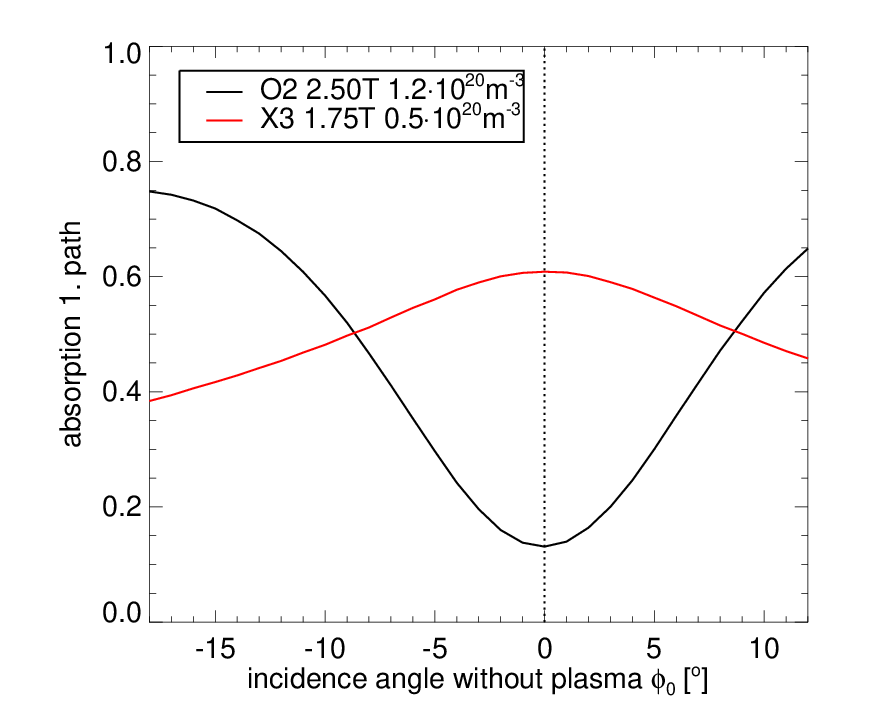 O2 2.50T 1.2·10²⁰m⁻³
X3 1.75T 0.5·10²⁰m⁻³
absorption 1. path
1.0
0.8
0.6
0.4
0.2
0.0
-15 -10 -5 0 5 10
incidence angle without plasma ϕ₀ [º]